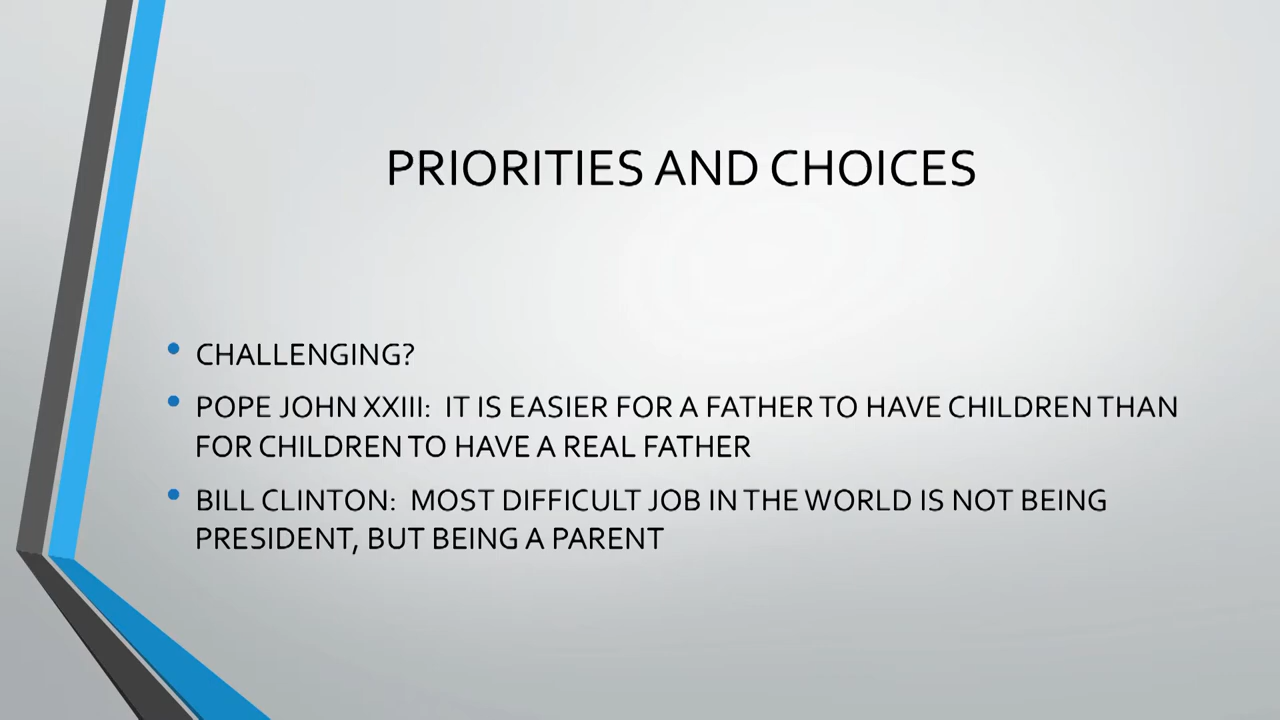 PRIORITIES AND CHOICES
• CHALLENGING?
• POPE JOHN XXIII: IT IS EASIER FOR A FATHER TO HAVE CHILDREN THAN
FOR CHILDREN TO HAVE A REAL FATHER
• BILL CLINTON: MOST DIFFICULT JOB IN THE WORLD IS NOT BEING
PRESIDENT, BUT BEING A PARENT